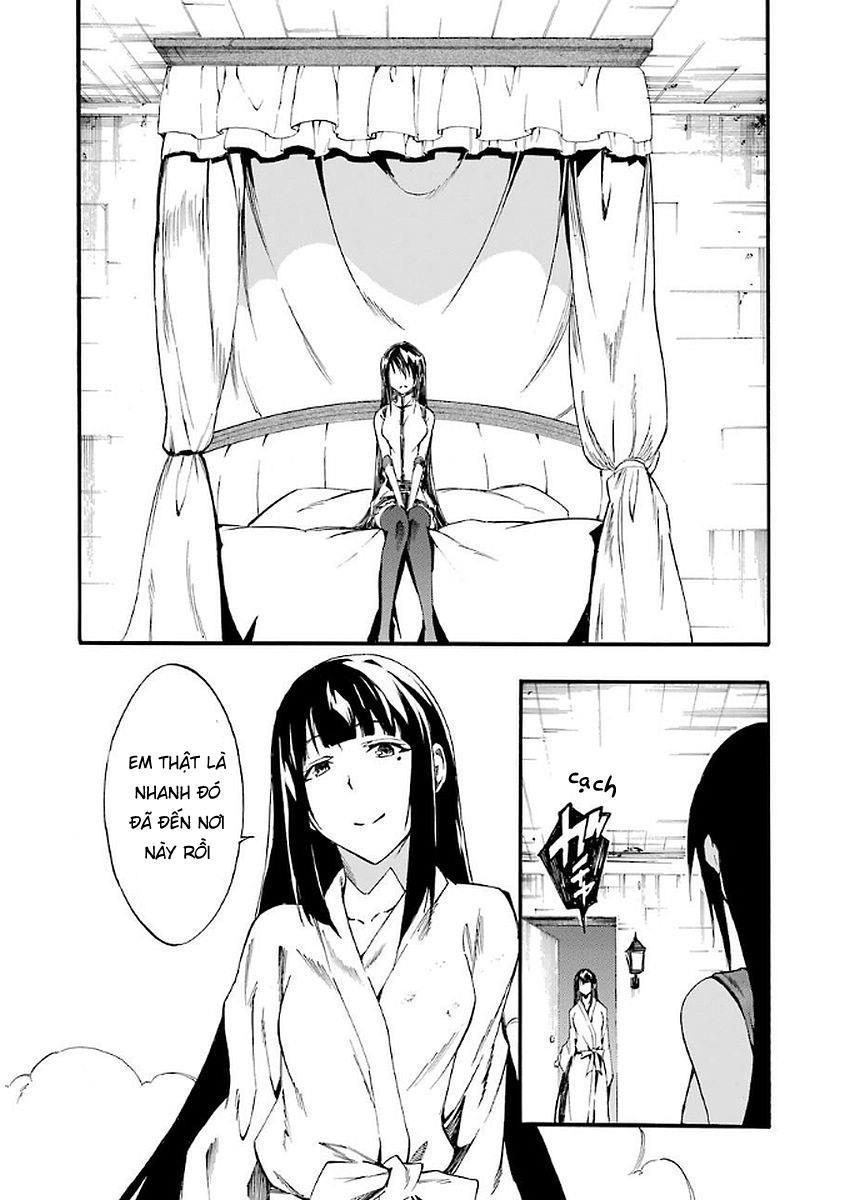 cạch
EM THẬT LÀ
NHANH ĐÓ
ĐÃ ĐẾN NƠI
NÀY RỒI